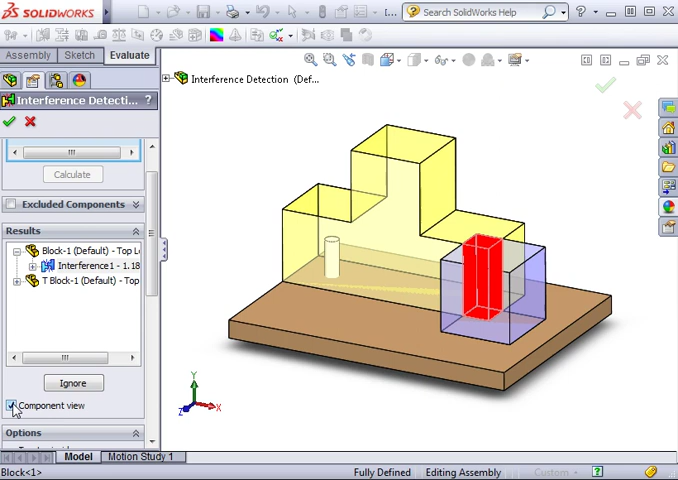 SOLIDWORKS
[...
Search SolidWorks Help
?
Assembly
Sketch
Evaluate
Interference Detecti... ?
Interference Detection (Def...
Calculate
Excluded Components
Results
Block-1 (Default) - Top Le
Interference1 - 1.18
T Block-1 (Default) - Top
Ignore
Component view
Options
Y
X
Z
Model
Motion Study 1
Block<1>
Fully Defined
Editing Assembly
Custom
?